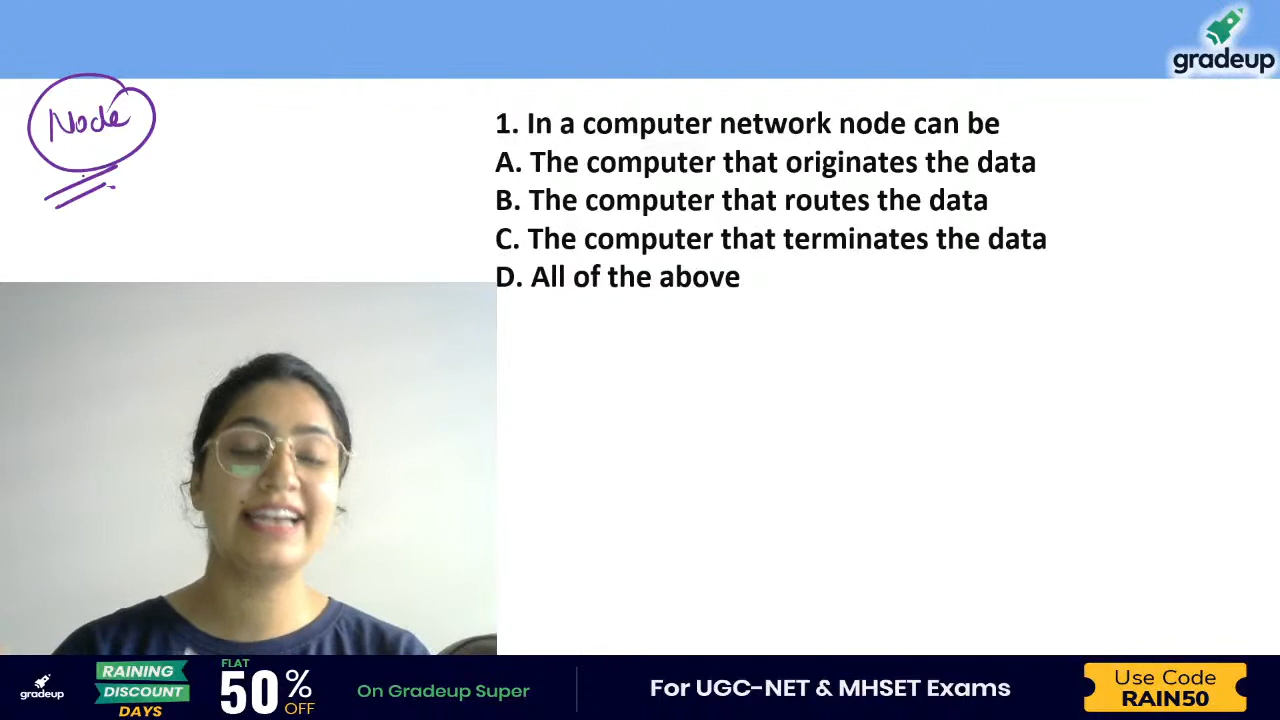 gradeup
Node
1. In a computer network node can be
A. The computer that originates the data
B. The computer that routes the data
C. The computer that terminates the data
D. All of the above
gradeup
RAINING
DISCOUNT
DAYS
FLAT
50%
OFF
On Gradeup Super
For UGC-NET & MHSET Exams
Use Code
RAIN50